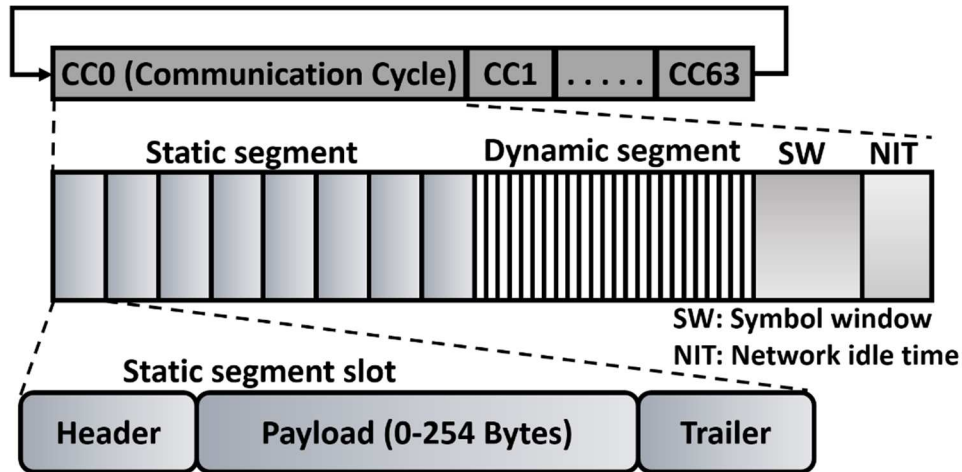 CC0 (Communication Cycle) CC1 ..... CC63
Static segment Dynamic segment SW NIT
SW: Symbol window
NIT: Network idle time
Static segment slot
Header Payload (0-254 Bytes) Trailer